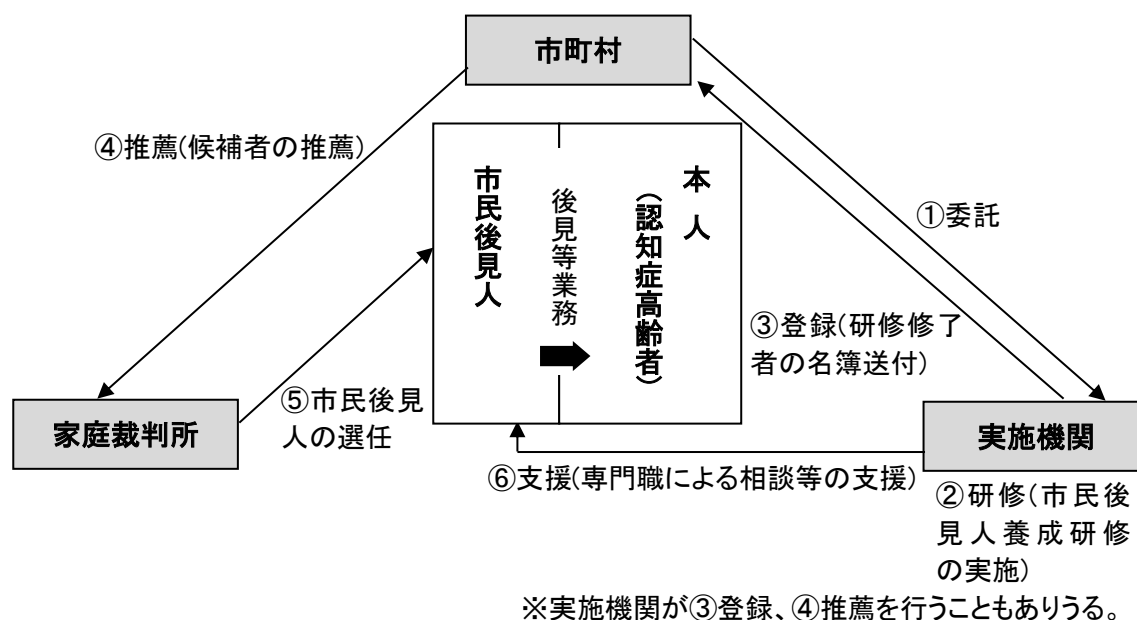 市町村
④推薦(候補者の推薦)
①委託
市民後見人
後見等業務
本人
(認知症高齢者)
③登録(研修修了
者の名簿送付)
⑤市民後見
人の選任
家庭裁判所
実施機関
⑥支援(専門職による相談等の支援)
②研修(市民後
見人養成研修
の実施)
※実施機関が③登録、④推薦を行うこともありうる。